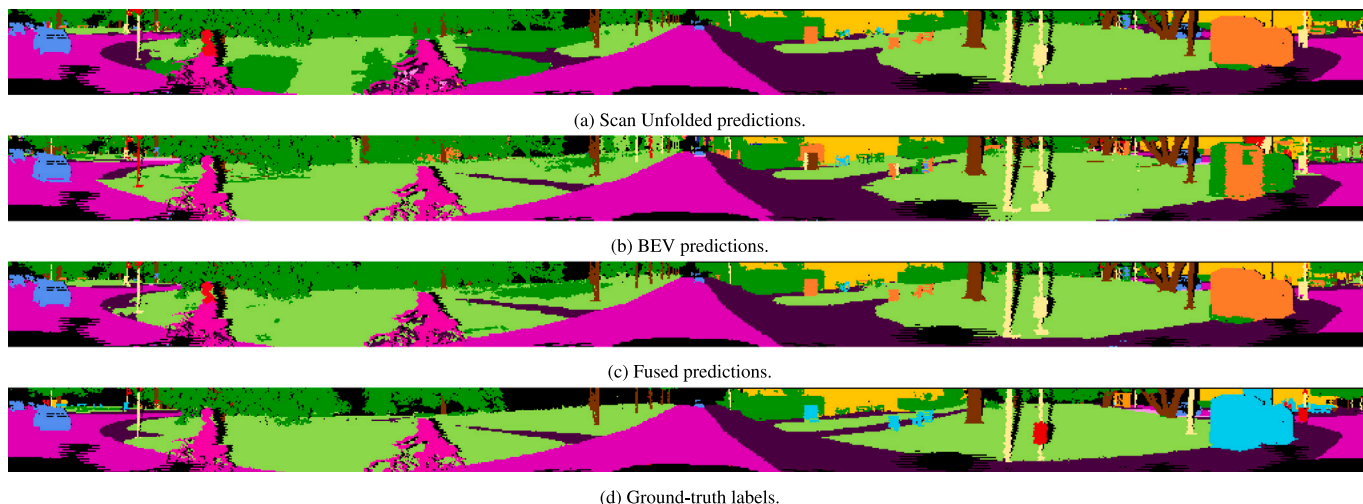 (a) Scan Unfolded predictions.
(b) BEV predictions.
(c) Fused predictions.
(d) Ground-truth labels.